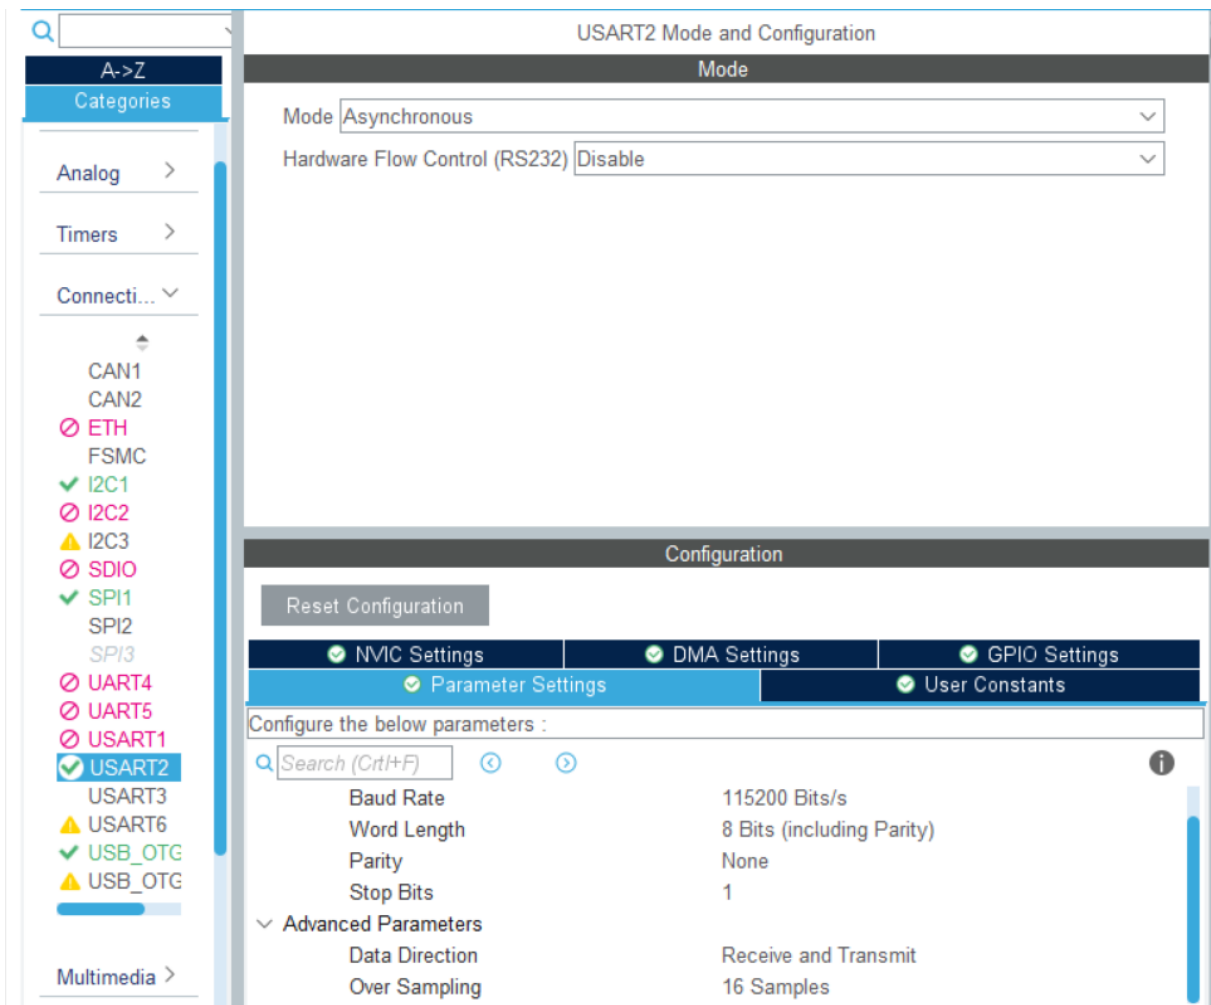 USART2 Mode and Configuration
A->Z
Categories
Analog
Timers
Connecti...
CAN1
CAN2
ETH
FSMC
I2C1
I2C2
I2C3
SDIO
SPI1
SPI2
SPI3
UART4
UART5
USART1
USART2
USART3
USART6
USB_OTG
USB_OTG
Multimedia
Mode
Mode Asynchronous
Hardware Flow Control (RS232) Disable
Configuration
Reset Configuration
NVIC Settings DMA Settings GPIO Settings
Parameter Settings User Constants
Configure the below parameters :
Search (Crtl+F)
Baud Rate 115200 Bits/s
Word Length 8 Bits (including Parity)
Parity None
Stop Bits 1
Advanced Parameters
Data Direction Receive and Transmit
Over Sampling 16 Samples